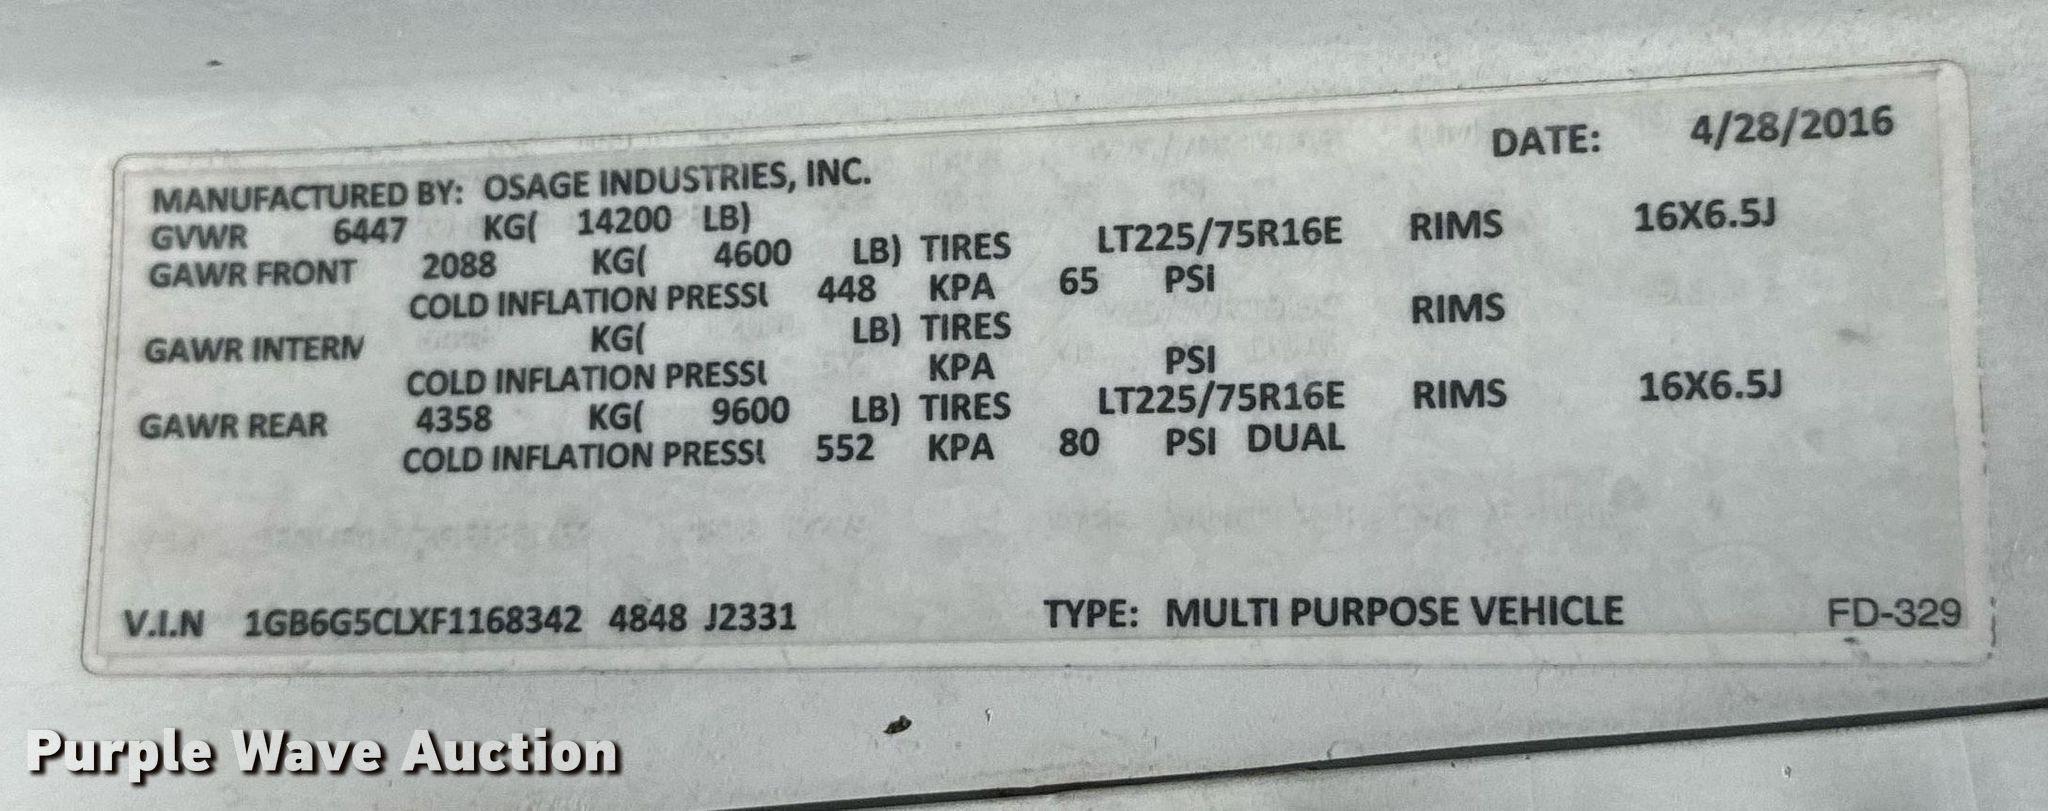 DATE: 4/28/2016
MANUFACTURED BY: OSAGE INDUSTRIES, INC.
GVWR 6447 KG( 14200 LB)
GAWR FRONT 2088 KG( 4600 LB) TIRES LT225/75R16E RIMS 16X6.5J
COLD INFLATION PRESSU 448 KPA 65 PSI
GAWR INTERM KG( LB) TIRES RIMS
COLD INFLATION PRESSU KPA PSI
GAWR REAR 4358 KG( 9600 LB) TIRES LT225/75R16E RIMS 16X6.5J
COLD INFLATION PRESSU 552 KPA 80 PSI DUAL
V.I.N 1GB6G5CLXF1168342 4848 J2331 TYPE: MULTI PURPOSE VEHICLE FD-329
Purple Wave Auction